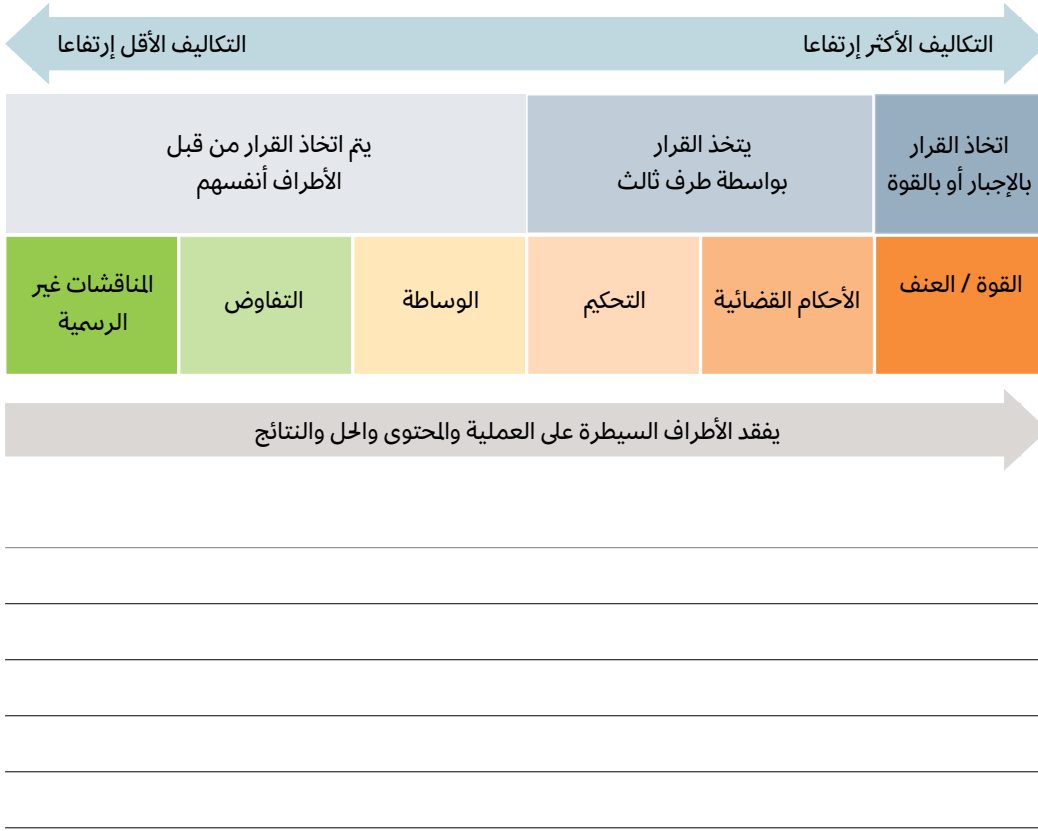 التكاليف الأكثر إرتفاعا
التكاليف الأقل إرتفاعا
اتخاذ القرار
بالإجبار أو بالقوة
يتخذ القرار
بواسطة طرف ثالث
يتم اتخاذ القرار من قبل
الأطراف أنفسهم
القوة / العنف
الأحكام القضائية
التحكيم
الوساطة
التفاوض
المناقشات غير
الرسمية
يفقد الأطراف السيطرة على العملية والمحتوى والحل والنتائج